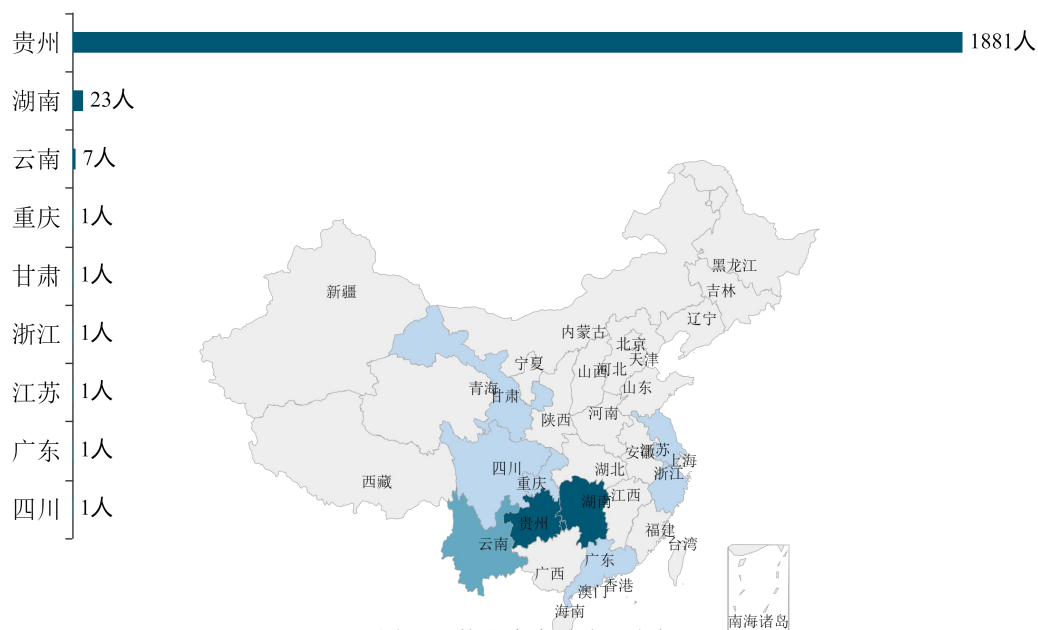 贵州 1881人
湖南 23人
云南 7人
重庆 1人
甘肃 1人
浙江 1人
江苏 1人
广东 1人
四川 1人
黑龙江
吉林
新疆
辽宁
内蒙古
北京
天津
宁夏
山西
河北
山东
青海
甘肃
河南
陕西
安徽
江苏
上海
四川
湖北
浙江
西藏
重庆
湖南
江西
贵州
福建
云南
台湾
广东
广西
香港
澳门
海南
南海诸岛